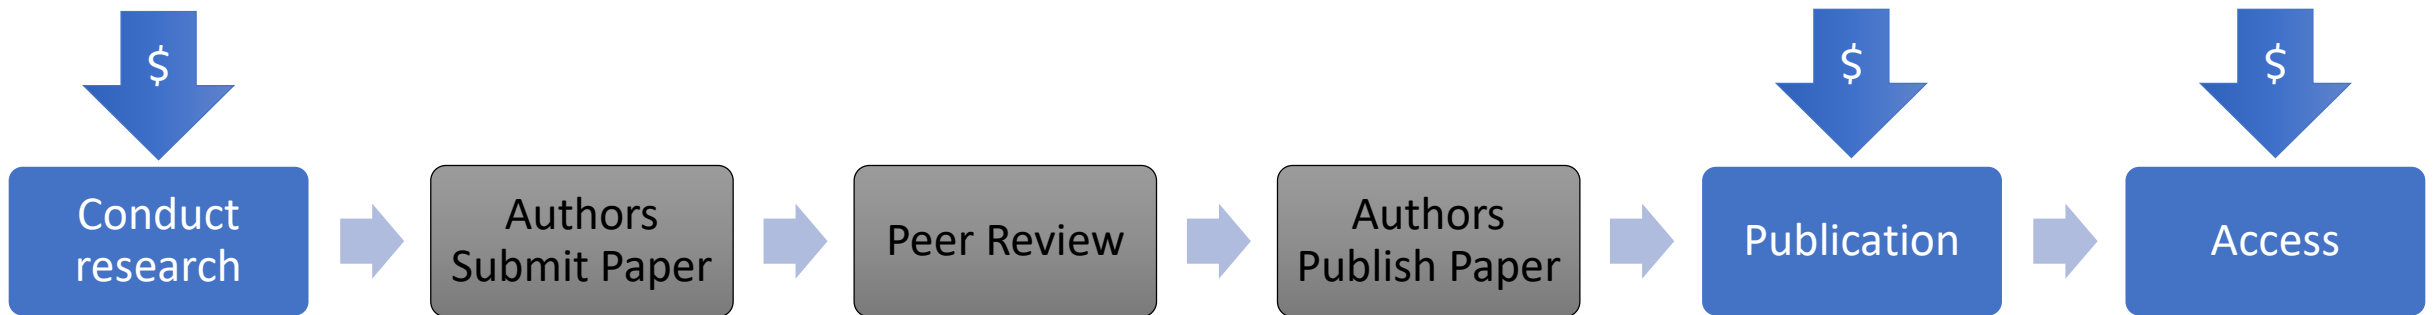 $
$
$
Conduct
research
Authors
Submit Paper
Peer Review
Authors
Publish Paper
Publication
Access